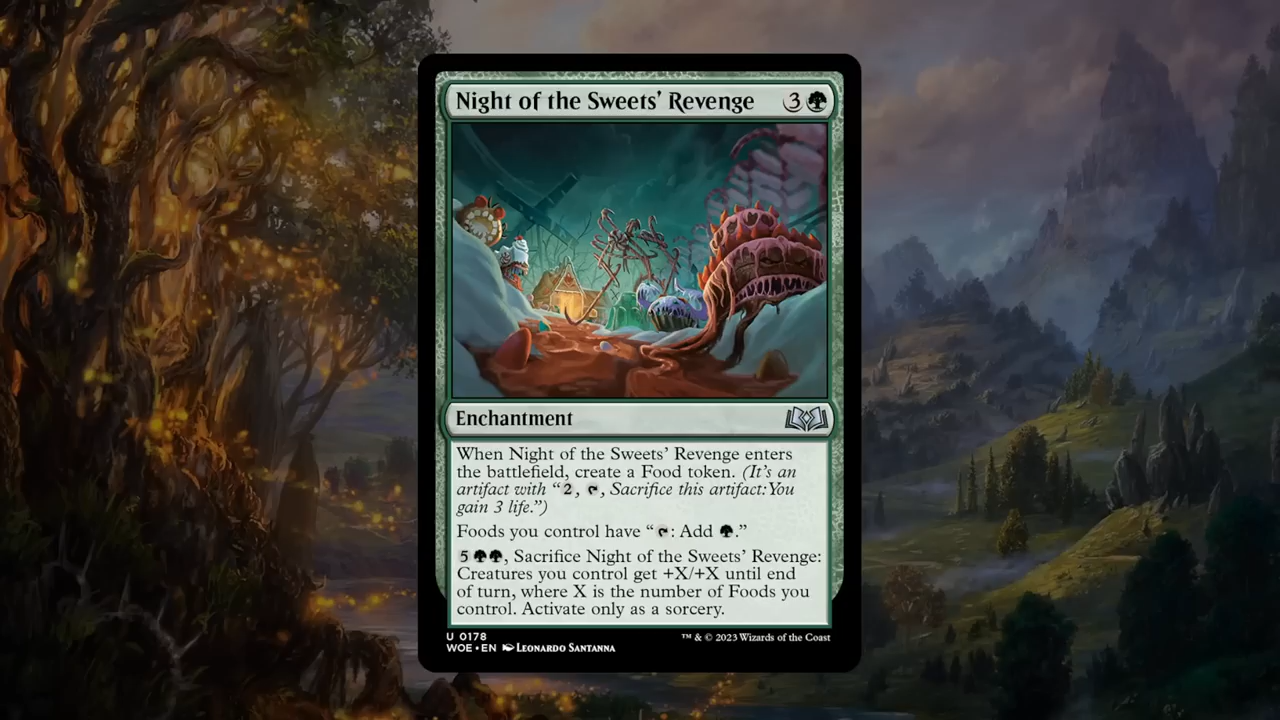 Night of the Sweets' Revenge 3
Enchantment
When Night of the Sweets' Revenge enters
the battlefield, create a Food token. (It's an
artifact with “2, , Sacrifice this artifact:You
gain 3 life.”)
Foods you control have “: Add .”
5, Sacrifice Night of the Sweets' Revenge:
Creatures you control get +X/+X until end
of turn, where X is the number of Foods you
control. Activate only as a sorcery.
U 0178
™ & © 2023 Wizards of the Coast
WOE • EN Leonardo Santanna